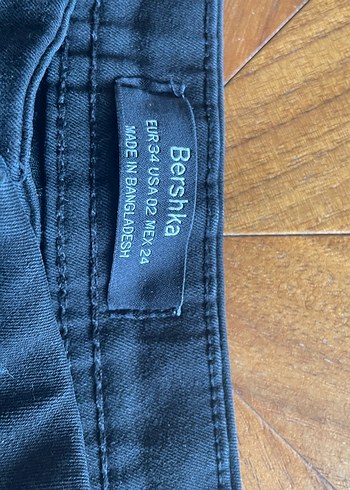 Bershka
EUR 34 USA 02 MEX 24
MADE IN BANGLADESH